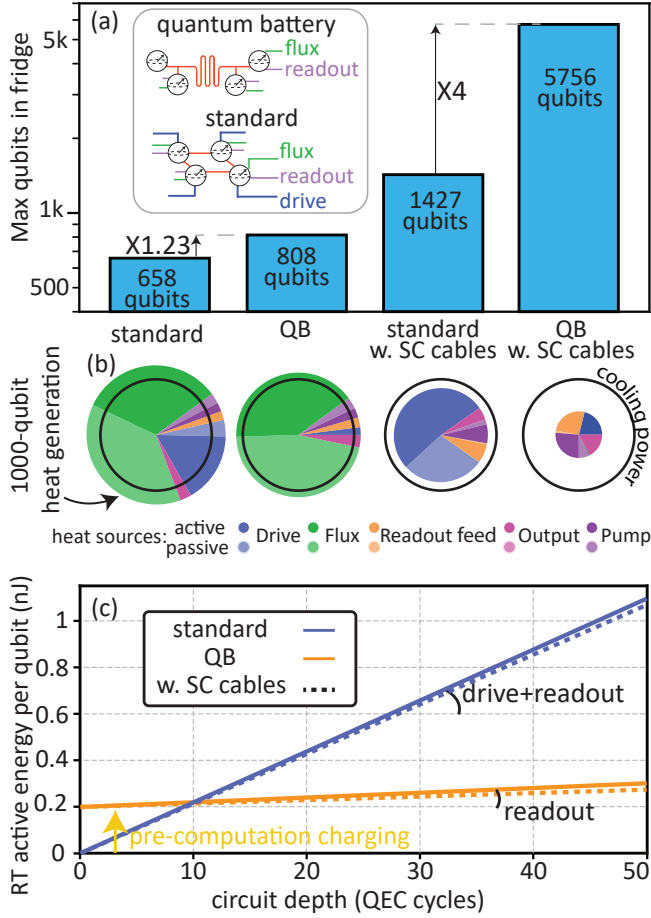 (a)
quantum battery
flux
readout
standard
flux
readout
drive
Max qubits in fridge
5k
1k
500
X1.23
X4
658
qubits
808
qubits
1427
qubits
5756
qubits
standard
QB
standard
w. SC cables
QB
w. SC cables
(b)
1000-qubit
heat generation
cooling power
heat sources: active
passive
Drive
Flux
Readout feed
Output
Pump
(c)
RT active energy per qubit (nJ)
1
0.8
0.6
0.4
0.2
0
standard
QB
w. SC cables
drive+readout
readout
pre-computation charging
0 10 20 30 40 50
circuit depth (QEC cycles)